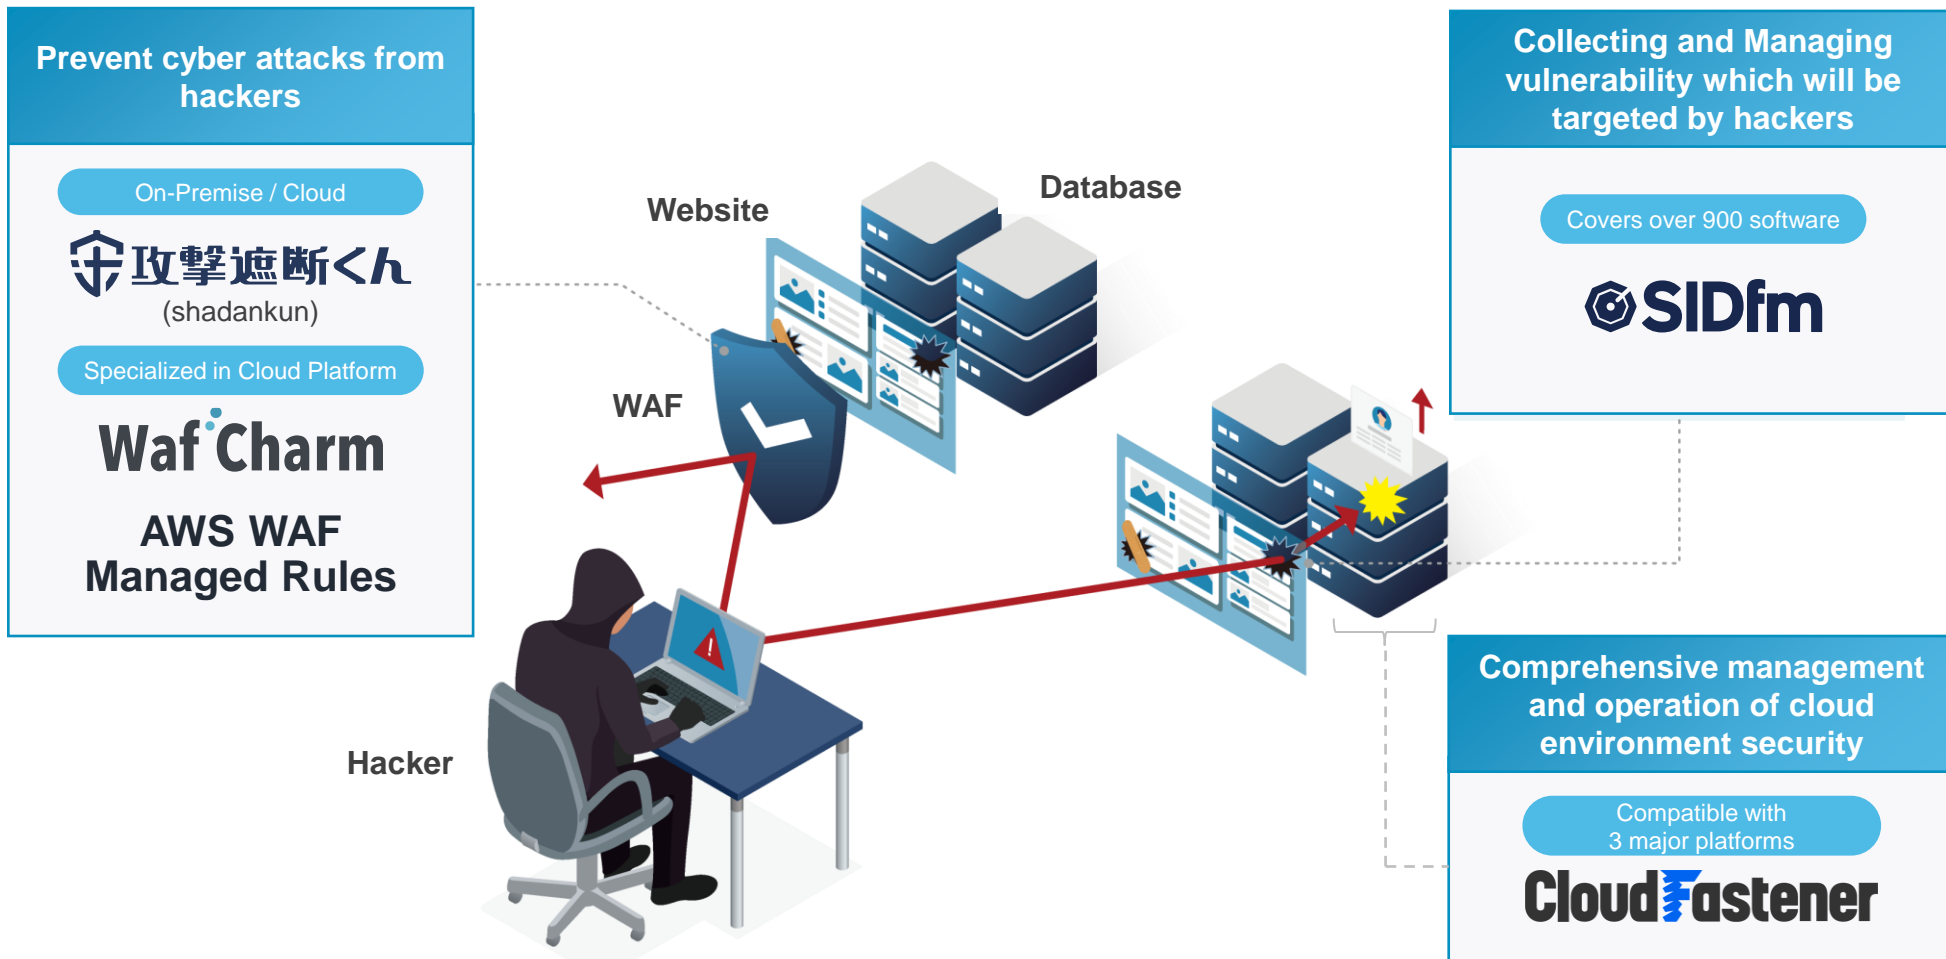 Prevent cyber attacks from
hackers
On-Premise / Cloud
攻撃遮断くん
(shadankun)
Specialized in Cloud Platform
WafCharm
AWS WAF
Managed Rules
Website
Database
WAF
Hacker
Collecting and Managing
vulnerability which will be
targeted by hackers
Covers over 900 software
SIDfm
Comprehensive management
and operation of cloud
environment security
Compatible with
3 major platforms
CloudFastener